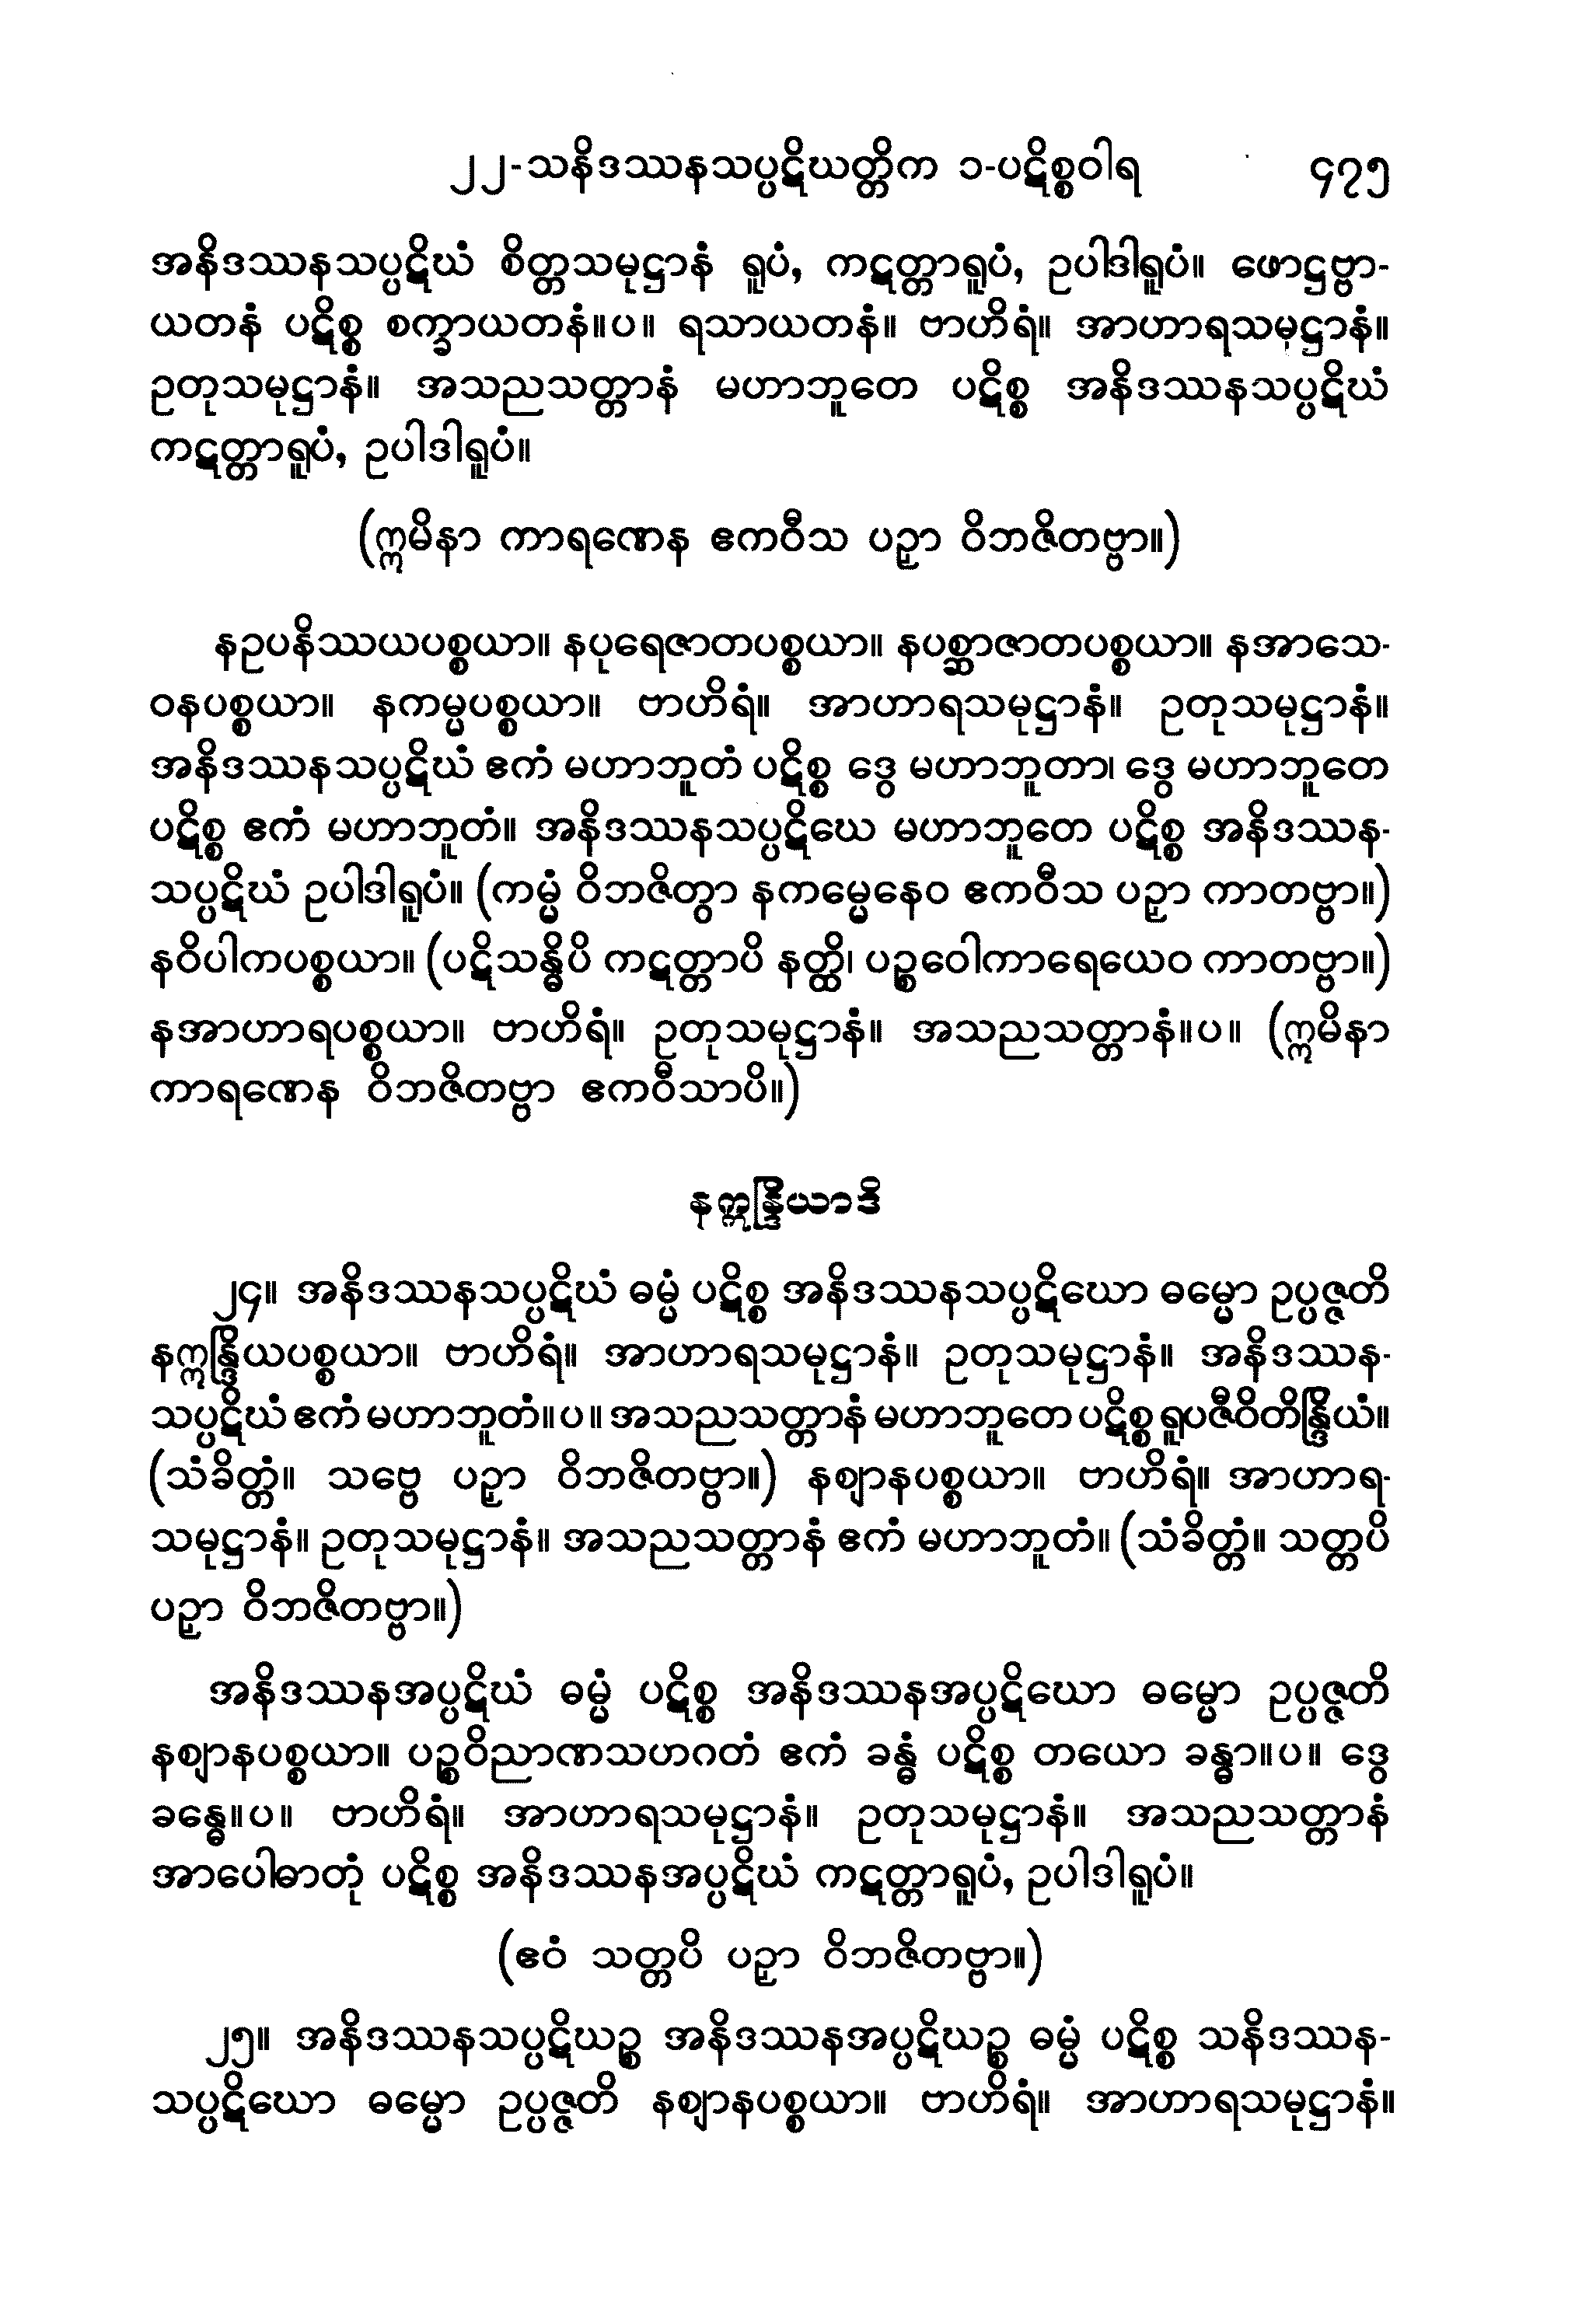 ၂၂-သနိဒဿနသပ္ပဋိဃတ္တိက ၁-ပဋိစ္စဝါရ ၄၇၅
အနိဒဿနသပ္ပဋိဃံ စိတ္တသမုဋ္ဌာနံ ရူပံ, ကဋတ္တာရူပံ, ဥပါဒါရူပံ။ ဖောဋ္ဌဗ္ဗာ-
ယတနံ ပဋိစ္စ စက္ခာယတနံ။ပ။ ရသာယတနံ။ ဗာဟိရံ။ အာဟာရသမုဋ္ဌာနံ။
ဥတုသမုဋ္ဌာနံ။ အသညသတ္တာနံ မဟာဘူတေ ပဋိစ္စ အနိဒဿနသပ္ပဋိဃံ
ကဋတ္တာရူပံ, ဥပါဒါရူပံ။
(ဣမိနာ ကာရဏေန ဧကဝီသ ပဉှာ ဝိဘဇိတဗ္ဗာ။)
နဥပနိဿယပစ္စယာ။ နပုရေဇာတပစ္စယာ။ နပစ္ဆာဇာတပစ္စယာ။ နအာသေ-
ဝနပစ္စယာ။ နကမ္မပစ္စယာ။ ဗာဟိရံ။ အာဟာရသမုဋ္ဌာနံ။ ဥတုသမုဋ္ဌာနံ။
အနိဒဿနသပ္ပဋိဃံ ဧကံ မဟာဘူတံ ပဋိစ္စ ဒွေ မဟာဘူတာ၊ ဒွေ မဟာဘူတေ
ပဋိစ္စ ဧကံ မဟာဘူတံ။ အနိဒဿနသပ္ပဋိဃေ မဟာဘူတေ ပဋိစ္စ အနိဒဿန-
သပ္ပဋိဃံ ဥပါဒါရူပံ။ (ကမ္မံ ဝိဘဇိတွာ နကမ္မေနေဝ ဧကဝီသ ပဉှာ ကာတဗ္ဗာ။)
နဝိပါကပစ္စယာ။ (ပဋိသန္ဓိပိ ကဋတ္တာပိ နတ္ထိ၊ ပဉ္စဝေါကာရေယေဝ ကာတဗ္ဗာ။)
နအာဟာရပစ္စယာ။ ဗာဟိရံ။ ဥတုသမုဋ္ဌာနံ။ အသညသတ္တာနံ။ပ။ (ဣမိနာ
ကာရဏေန ဝိဘဇိတဗ္ဗာ ဧကဝီသာပိ။)
နဣန္ဒြိယာဒိ
၂၄။ အနိဒဿနသပ္ပဋိဃံ ဓမ္မံ ပဋိစ္စ အနိဒဿနသပ္ပဋိဃော ဓမ္မော ဥပ္ပဇ္ဇတိ
နဣန္ဒြိယပစ္စယာ။ ဗာဟိရံ။ အာဟာရသမုဋ္ဌာနံ။ ဥတုသမုဋ္ဌာနံ။ အနိဒဿန-
သပ္ပဋိဃံ ဧကံ မဟာဘူတံ။ပ။ အသညသတ္တာနံ မဟာဘူတေ ပဋိစ္စ ရူပဇီဝိတိန္ဒြိယံ။
(သံခိတ္တံ။ သဗ္ဗေ ပဉှာ ဝိဘဇိတဗ္ဗာ။) နဈာနပစ္စယာ။ ဗာဟိရံ။ အာဟာရ-
သမုဋ္ဌာနံ။ ဥတုသမုဋ္ဌာနံ။ အသညသတ္တာနံ ဧကံ မဟာဘူတံ။ (သံခိတ္တံ။ သတ္တပိ
ပဉှာ ဝိဘဇိတဗ္ဗာ။)
အနိဒဿနအပ္ပဋိဃံ ဓမ္မံ ပဋိစ္စ အနိဒဿနအပ္ပဋိဃော ဓမ္မော ဥပ္ပဇ္ဇတိ
နဈာနပစ္စယာ။ ပဉ္စဝိညာဏသဟဂတံ ဧကံ ခန္ဓံ ပဋိစ္စ တယော ခန္ဓာ။ပ။ ဒွေ
ခန္ဓေ။ပ။ ဗာဟိရံ။ အာဟာရသမုဋ္ဌာနံ။ ဥတုသမုဋ္ဌာနံ။ အသညသတ္တာနံ
အာပေါဓာတုံ ပဋိစ္စ အနိဒဿနအပ္ပဋိဃံ ကဋတ္တာရူပံ, ဥပါဒါရူပံ။
(ဧဝံ သတ္တပိ ပဉှာ ဝိဘဇိတဗ္ဗာ။)
၂၅။ အနိဒဿနသပ္ပဋိဃဉ္စ အနိဒဿနအပ္ပဋိဃဉ္စ ဓမ္မံ ပဋိစ္စ သနိဒဿန-
သပ္ပဋိဃော ဓမ္မော ဥပ္ပဇ္ဇတိ နဈာနပစ္စယာ။ ဗာဟိရံ။ အာဟာရသမုဋ္ဌာနံ။